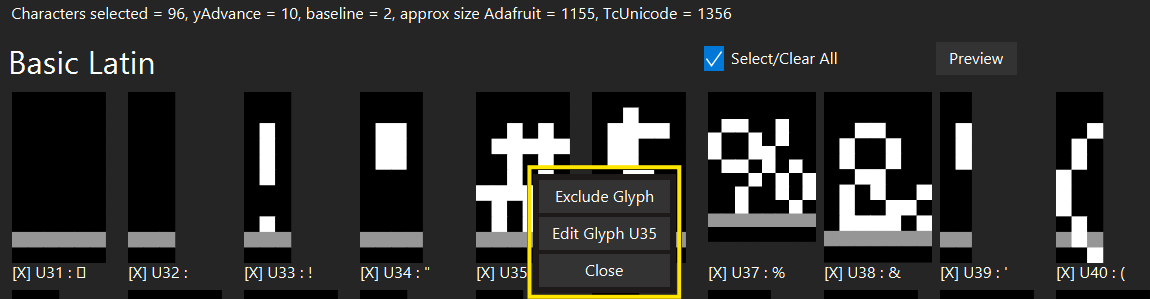 Characters selected = 96, yAdvance = 10, baseline = 2, approx size Adafruit = 1155, TcUnicode = 1356
Basic Latin
Select/Clear All
Preview
Exclude Glyph
Edit Glyph U35
Close
[X] U31 : ▯
[X] U32 :
[X] U33 : !
[X] U34 : "
[X] U35
[X] U37 : %
[X] U38 : &
[X] U39 : '
[X] U40 : (